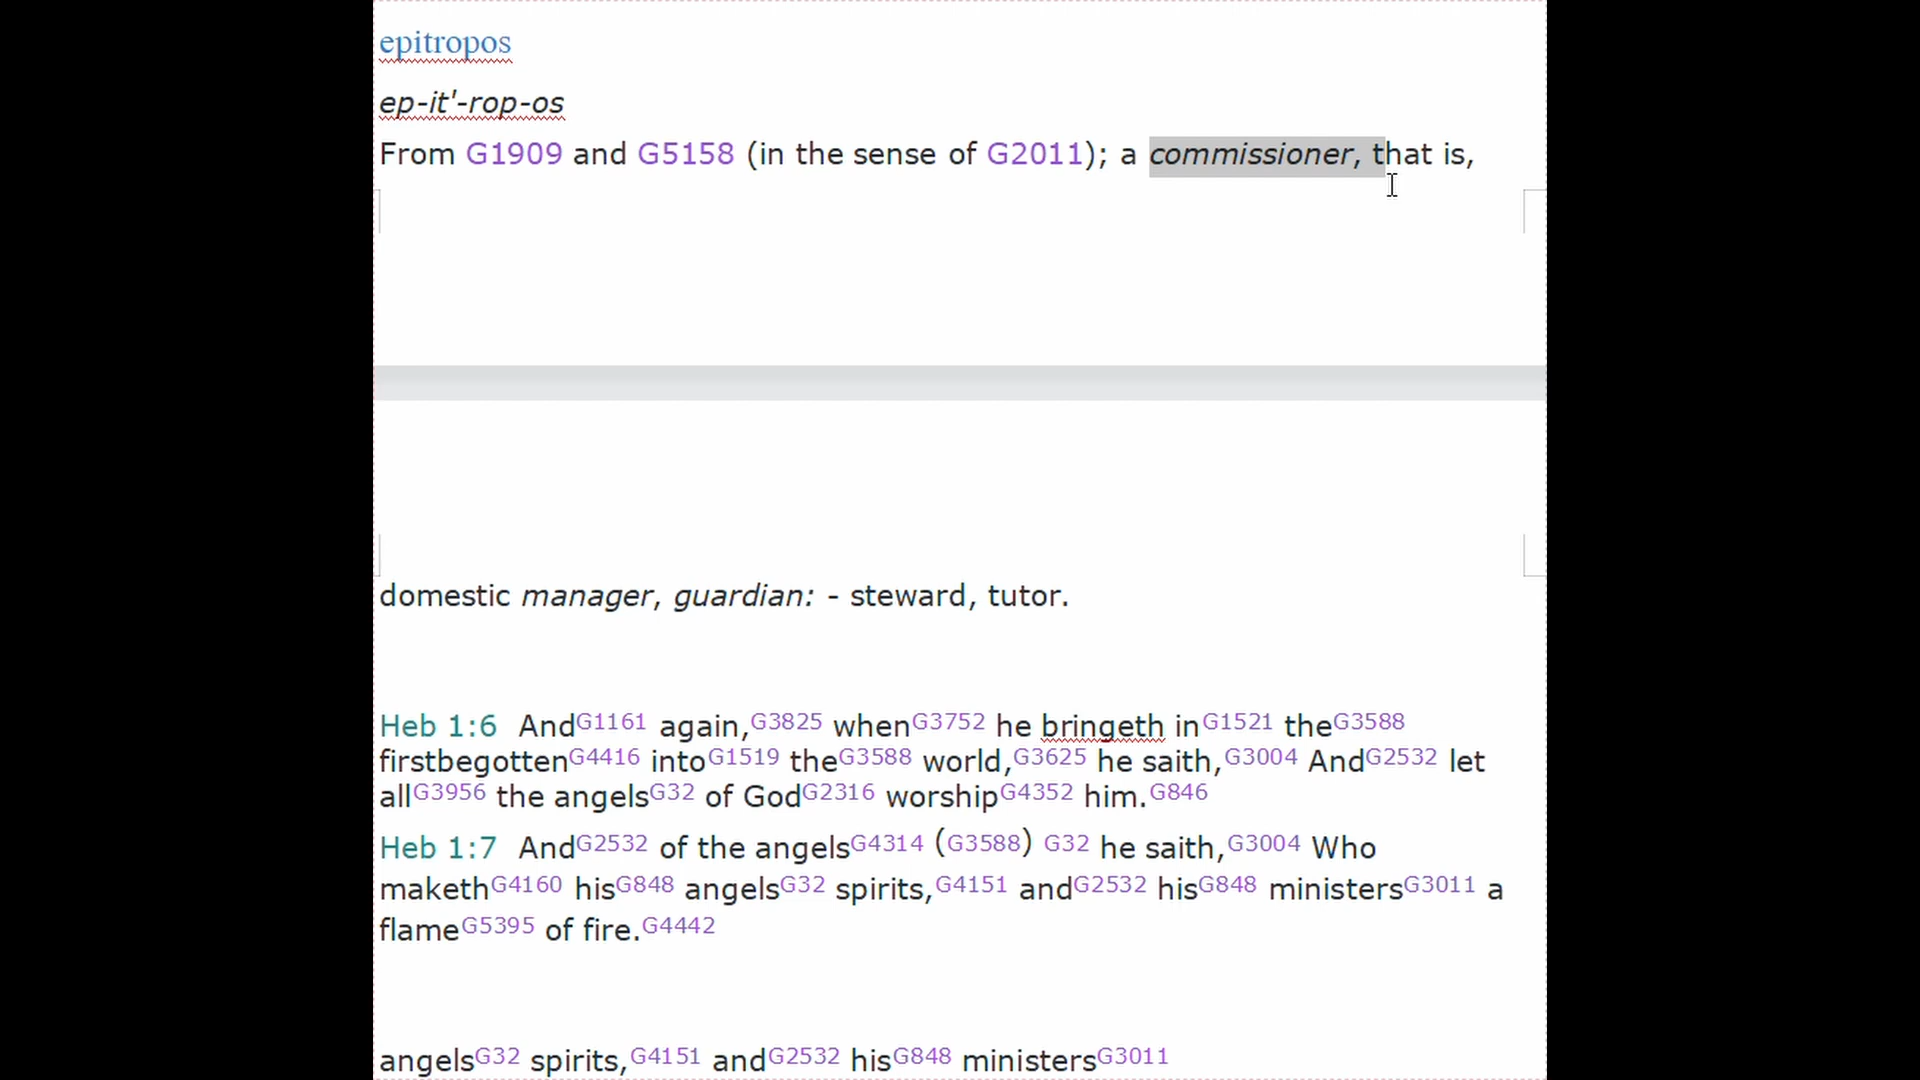 epitropos
ep-it'-rop-os
From G1909 and G5158 (in the sense of G2011); a commissioner, that is,
domestic manager, guardian: - steward, tutor.
Heb 1:6 AndG1161 again,G3825 whenG3752 he bringeth inG1521 theG3588
firstbegottenG4416 intoG1519 theG3588 world,G3625 he saith,G3004 AndG2532 let
allG3956 the angelsG32 of GodG2316 worshipG4352 him.G846
Heb 1:7 AndG2532 of the angelsG4314 (G3588) G32 he saith,G3004 Who
makethG4160 hisG848 angelsG32 spirits,G4151 andG2532 hisG848 ministersG3011 a
flameG5395 of fire.G4442
angelsG32 spirits,G4151 andG2532 hisG848 ministersG3011